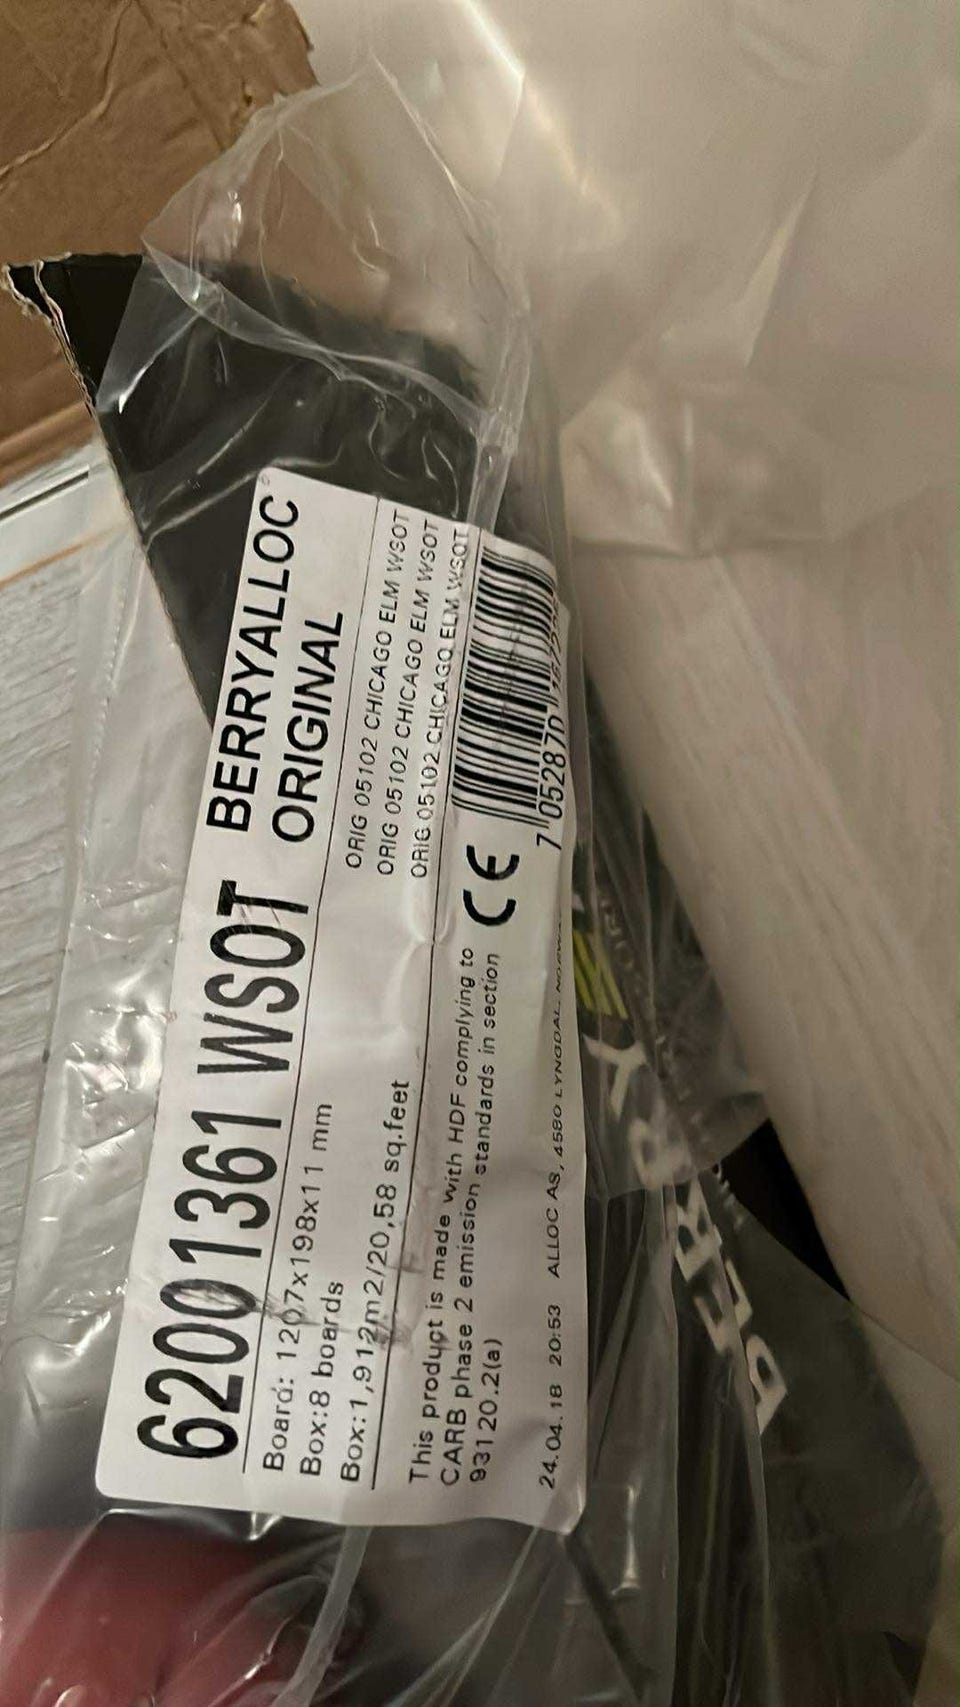 62001361 WSOT
BERRYALLOC
ORIGINAL
Board: 1207x198x11 mm
Box:8 boards
Box:1,912m2/20,58 sq.feet
ORIG 05102 CHICAGO ELM WSOT
ORIG 05102 CHICAGO ELM WSOT
ORIG 05102 CHICAGO ELM WSOT
This product is made with HDF complying to
CARB phase 2 emission standards in section
93120.2(a)
CE
24.04.18 20:53 ALLOC AS, 4580 LYNGDAL
BERRY